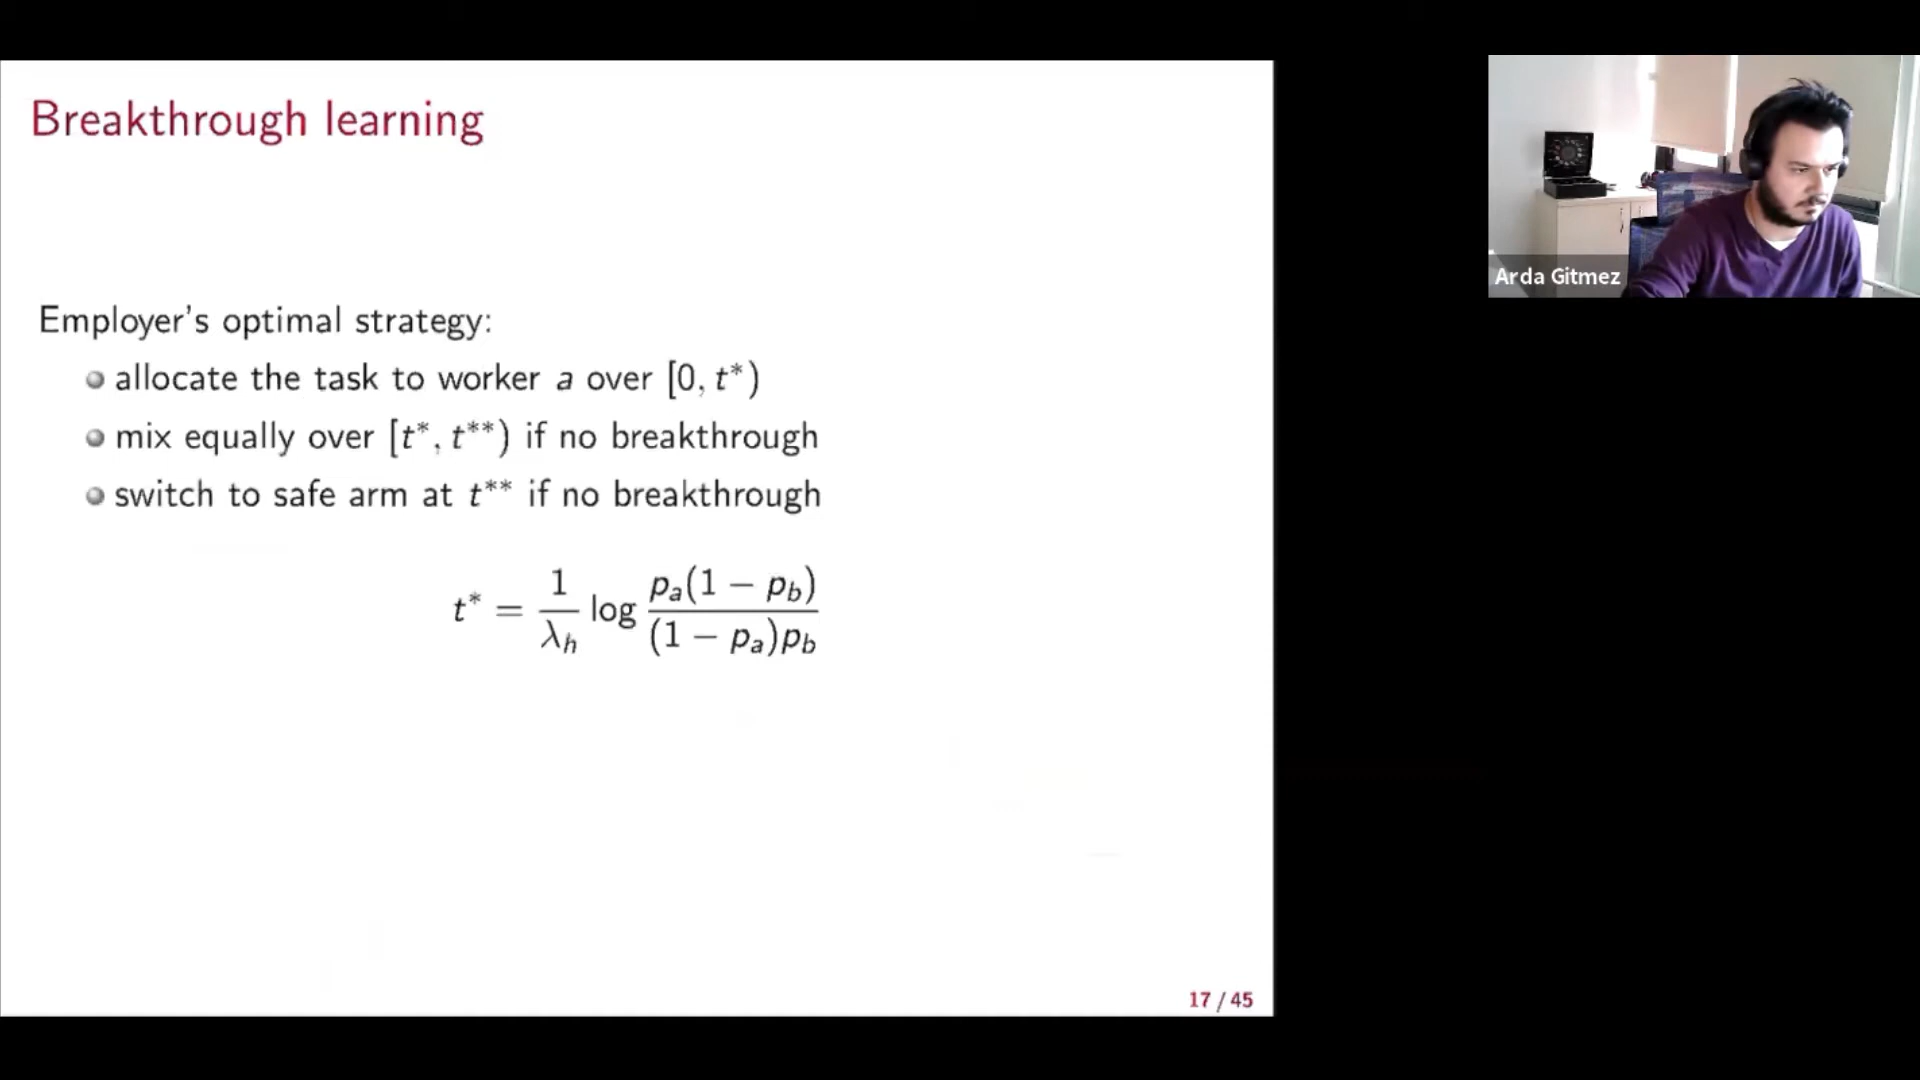 Breakthrough learning
Employer's optimal strategy:
allocate the task to worker a over [0, t*)
mix equally over [t*, t**) if no breakthrough
switch to safe arm at t** if no breakthrough
t* = 1/λ_h log p_a(1 − p_b)/(1 − p_a)p_b
17 / 45
Arda Gitmez